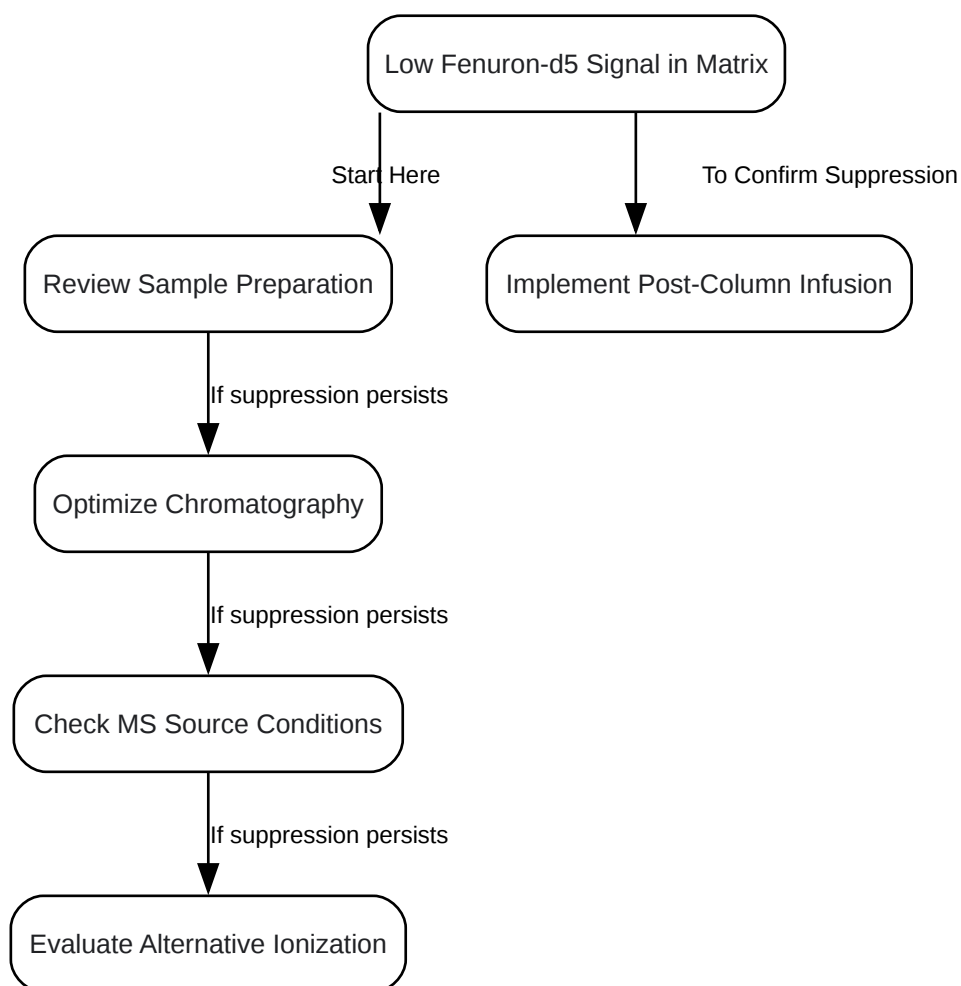 Low Fenuron-d5 Signal in Matrix
Start Here
To Confirm Suppression
Review Sample Preparation
Implement Post-Column Infusion
If suppression persists
Optimize Chromatography
If suppression persists
Check MS Source Conditions
If suppression persists
Evaluate Alternative Ionization